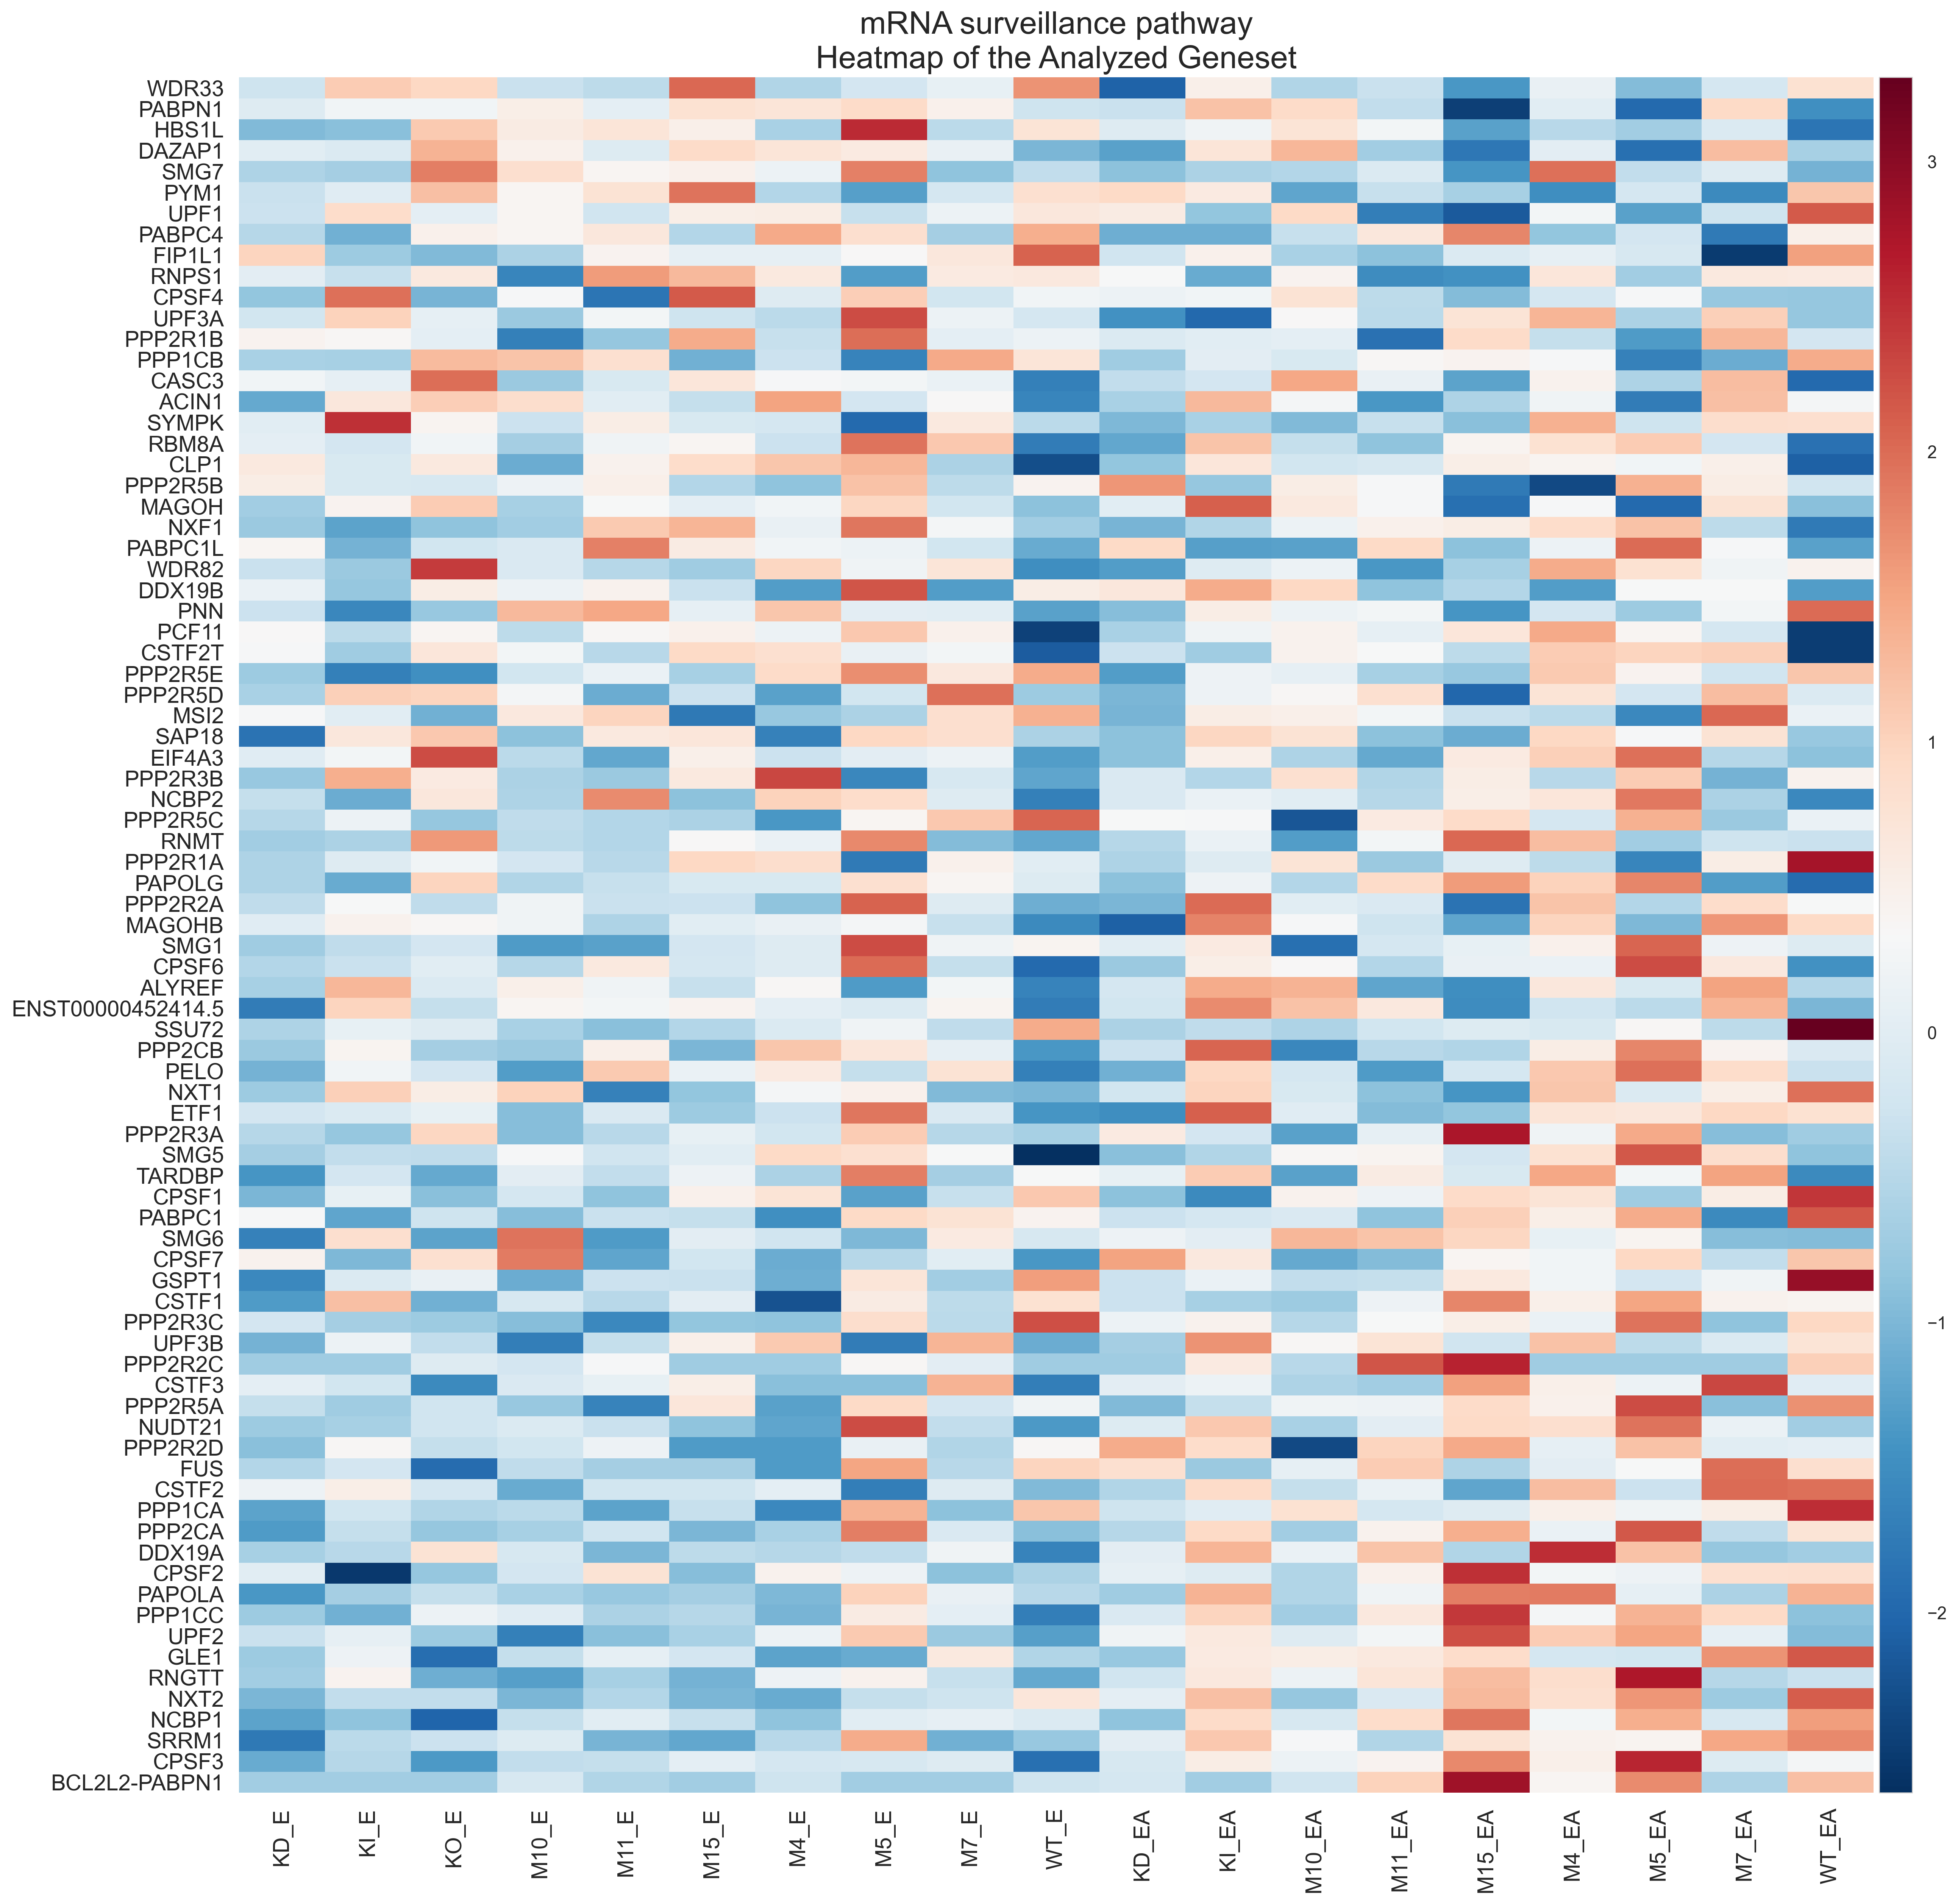 mRNA surveillance pathway
Heatmap of the Analyzed Geneset
WDR33
PABPN1
HBS1L
DAZAP1
SMG7
PYM1
UPF1
PABPC4
FIP1L1
RNPS1
CPSF4
UPF3A
PPP2R1B
PPP1CB
CASC3
ACIN1
SYMPK
RBM8A
CLP1
PPP2R5B
MAGOH
NXF1
PABPC1L
WDR82
DDX19B
PNN
PCF11
CSTF2T
PPP2R5E
PPP2R5D
MSI2
SAP18
EIF4A3
PPP2R3B
NCBP2
PPP2R5C
RNMT
PPP2R1A
PAPOLG
PPP2R2A
MAGOHB
SMG1
CPSF6
ALYREF
ENST00000452414.5
SSU72
PPP2CB
PELO
NXT1
ETF1
PPP2R3A
SMG5
TARDBP
CPSF1
PABPC1
SMG6
CPSF7
GSPT1
CSTF1
PPP2R3C
UPF3B
PPP2R2C
CSTF3
PPP2R5A
NUDT21
PPP2R2D
FUS
CSTF2
PPP1CA
PPP2CA
DDX19A
CPSF2
PAPOLA
PPP1CC
UPF2
GLE1
RNGTT
NXT2
NCBP1
SRRM1
CPSF3
BCL2L2-PABPN1
KD_E
KI_E
KO_E
M10_E
M11_E
M15_E
M4_E
M5_E
M7_E
WT_E
KD_EA
KI_EA
M10_EA
M11_EA
M15_EA
M4_EA
M5_EA
M7_EA
WT_EA
3
2
1
0
−1
−2